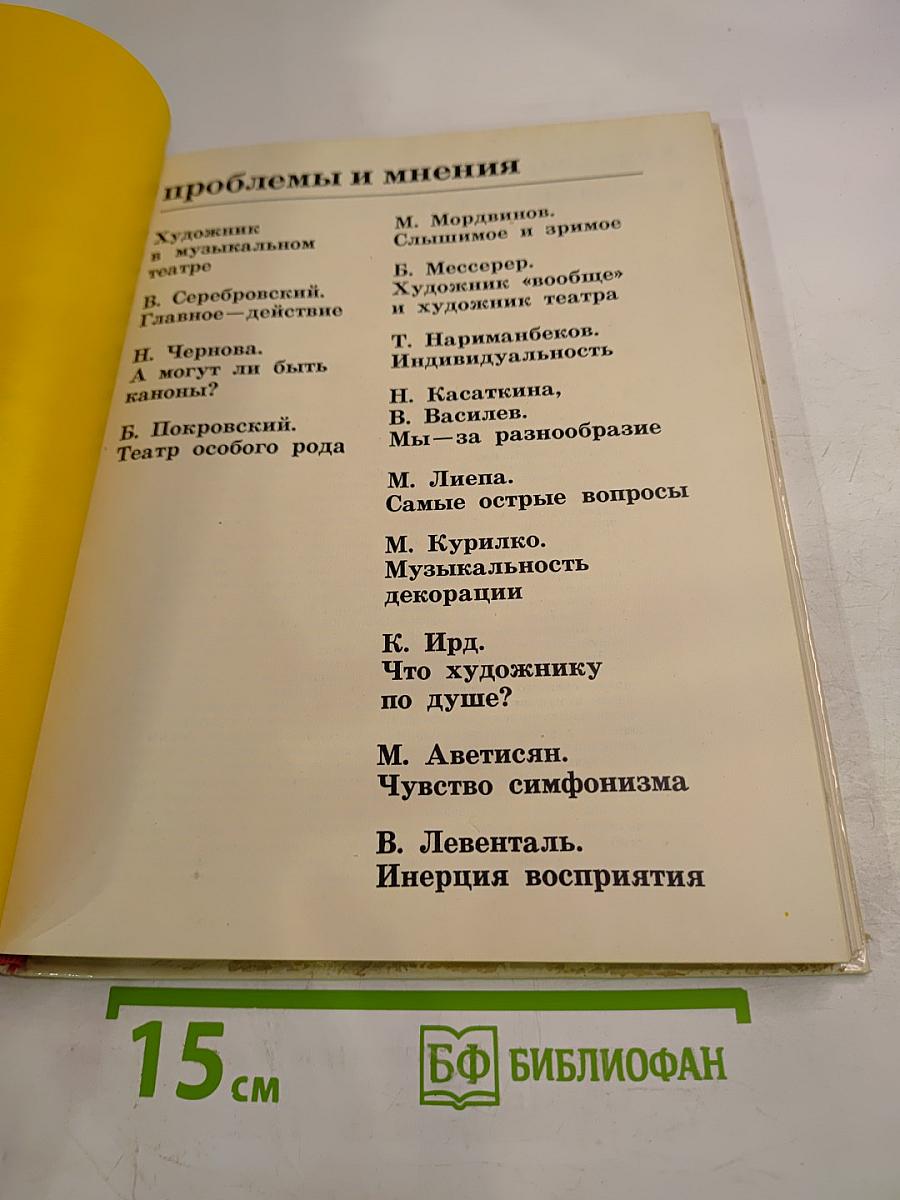 проблемы и мнения
Художник
в музыкальном
театре
В. Серебровский.
Главное—действие
Н. Чернова.
А могут ли быть
каноны?
Б. Покровский.
Театр особого рода
М. Мордвинов.
Слышимое и зримое
Б. Мессерер.
Художник «вообще»
и художник театра
Т. Нариманбеков.
Индивидуальность
Н. Касаткина,
В. Василев.
Мы—за разнообразие
М. Лиепа.
Самые острые вопросы
М. Курилко.
Музыкальность
декорации
К. Ирд.
Что художнику
по душе?
М. Аветисян.
Чувство симфонизма
В. Левенталь.
Инерция восприятия
15 см
БФ БИБЛИОФАН